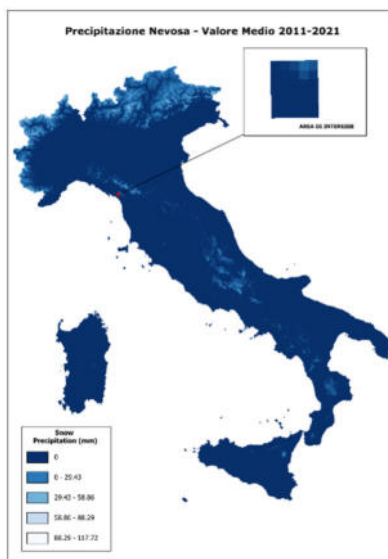 Precipitazione Nevosa - Valore Medio 2011-2021
AREA DI INTERESSE
Snow
Precipitation (mm)
0
0 - 29.43
29.43 - 58.86
58.86 - 88.29
88.29 - 117.72